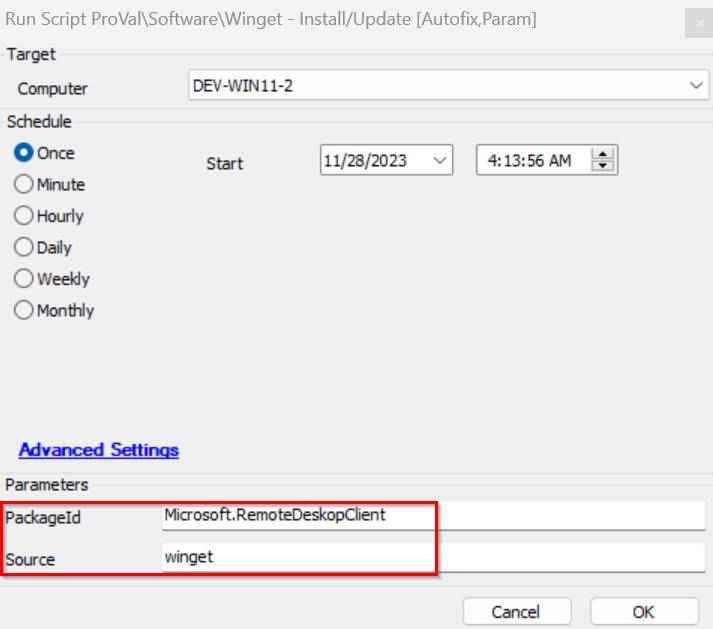 Run Script ProVal\Software\Winget - Install/Update [Autofix,Param]
Target
Computer DEV-WIN11-2
Schedule
Once Start 11/28/2023 4:13:56 AM
Minute
Hourly
Daily
Weekly
Monthly
Advanced Settings
Parameters
PackageId Microsoft.RemoteDeskopClient
Source winget
Cancel OK